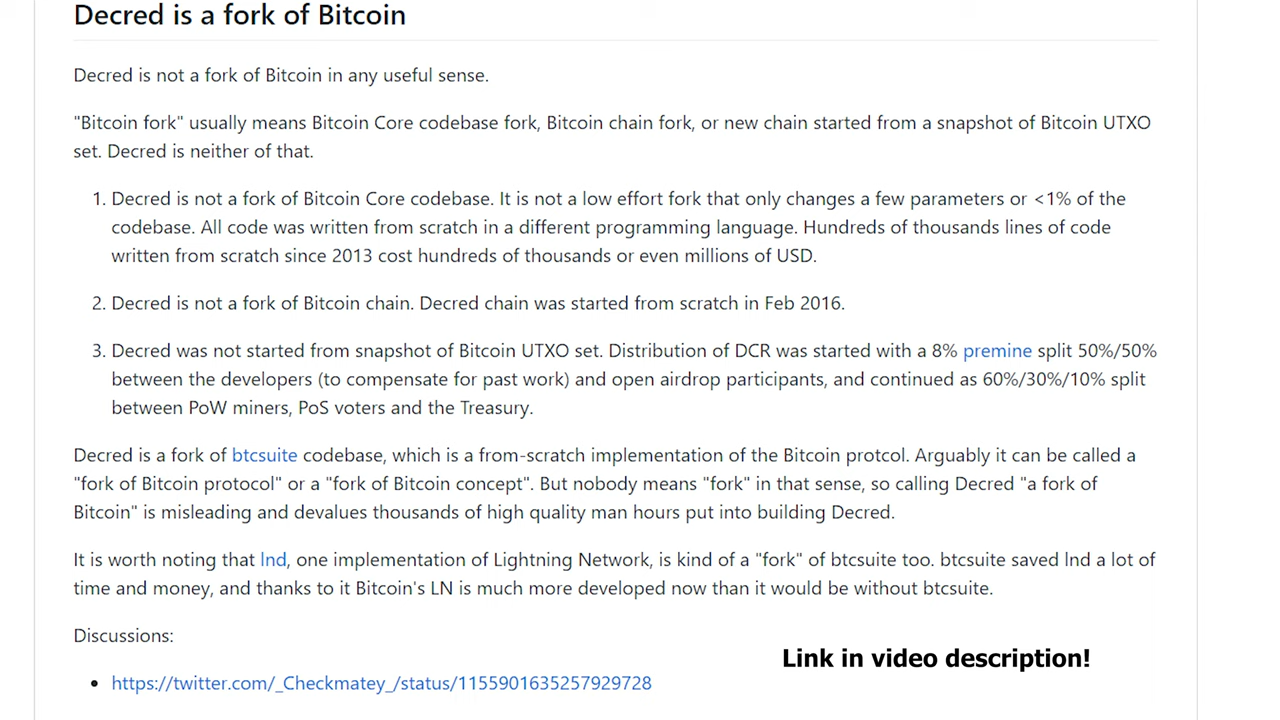 Decred is a fork of Bitcoin
Decred is not a fork of Bitcoin in any useful sense.
"Bitcoin fork" usually means Bitcoin Core codebase fork, Bitcoin chain fork, or new chain started from a snapshot of Bitcoin UTXO
set. Decred is neither of that.
1. Decred is not a fork of Bitcoin Core codebase. It is not a low effort fork that only changes a few parameters or <1% of the
codebase. All code was written from scratch in a different programming language. Hundreds of thousands lines of code
written from scratch since 2013 cost hundreds of thousands or even millions of USD.
2. Decred is not a fork of Bitcoin chain. Decred chain was started from scratch in Feb 2016.
3. Decred was not started from snapshot of Bitcoin UTXO set. Distribution of DCR was started with a 8% premine split 50%/50%
between the developers (to compensate for past work) and open airdrop participants, and continued as 60%/30%/10% split
between PoW miners, PoS voters and the Treasury.
Decred is a fork of btcsuite codebase, which is a from-scratch implementation of the Bitcoin protcol. Arguably it can be called a
"fork of Bitcoin protocol" or a "fork of Bitcoin concept". But nobody means "fork" in that sense, so calling Decred "a fork of
Bitcoin" is misleading and devalues thousands of high quality man hours put into building Decred.
It is worth noting that lnd, one implementation of Lightning Network, is kind of a "fork" of btcsuite too. btcsuite saved lnd a lot of
time and money, and thanks to it Bitcoin's LN is much more developed now than it would be without btcsuite.
Discussions:
Link in video description!
• https://twitter.com/_Checkmatey_/status/1155901635257929728